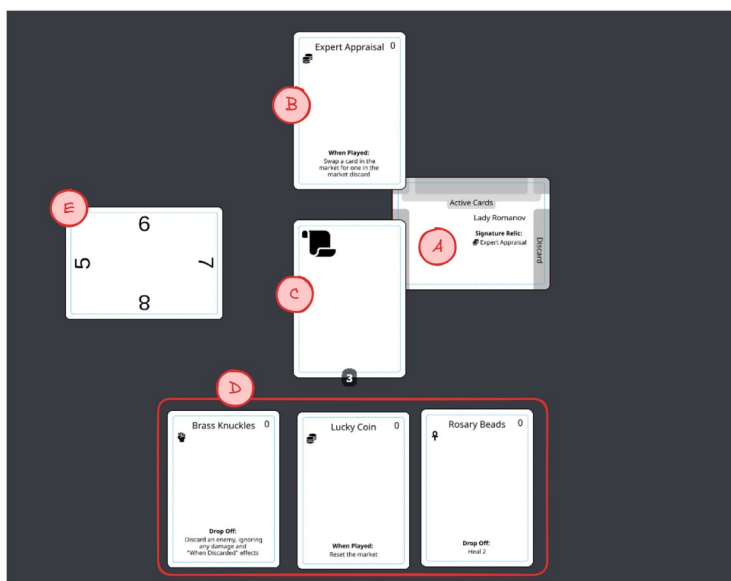 Expert Appraisal 0
B
When Played:
Swap a card in the
market for one in the
market discard
E
6
5
7
8
Active Cards
Lady Romanov
Signature Relic:
Expert Appraisal
Discard
A
C
3
D
Brass Knuckles 0
Drop Off:
Discard an enemy, ignoring
any damage and
"When Discarded" effects
Lucky Coin 0
When Played:
Reset the market
Rosary Beads 0
Drop Off:
Heal 2